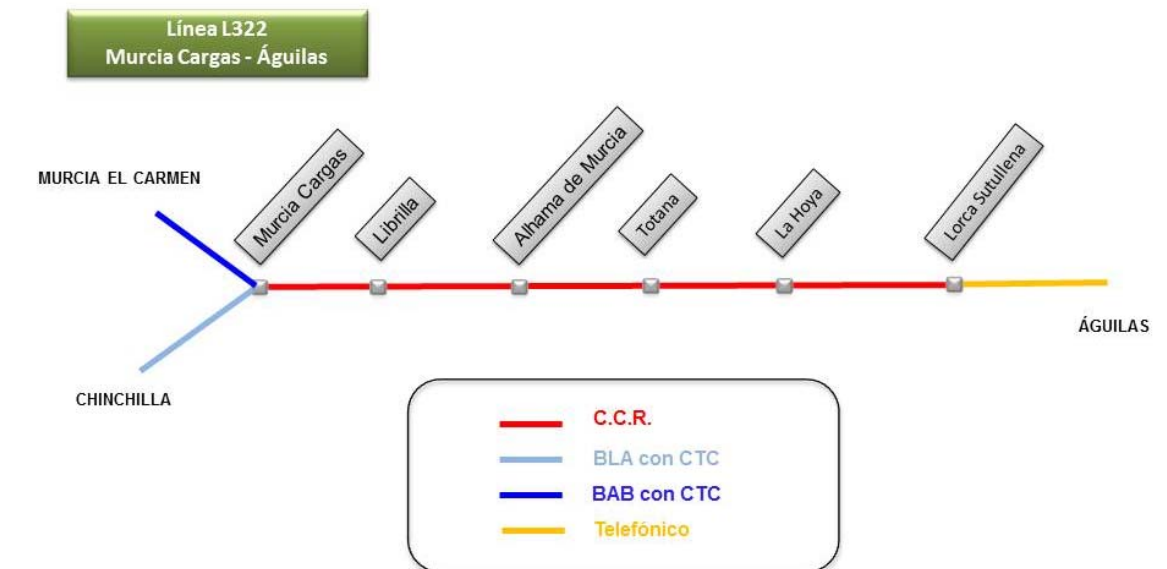 Línea L322
Murcia Cargas - Águilas
MURCIA EL CARMEN
Murcia Cargas
Librilla
Alhama de Murcia
Totana
La Hoya
Lorca Sutullena
ÁGUILAS
CHINCHILLA
C.C.R.
BLA con CTC
BAB con CTC
Telefónico